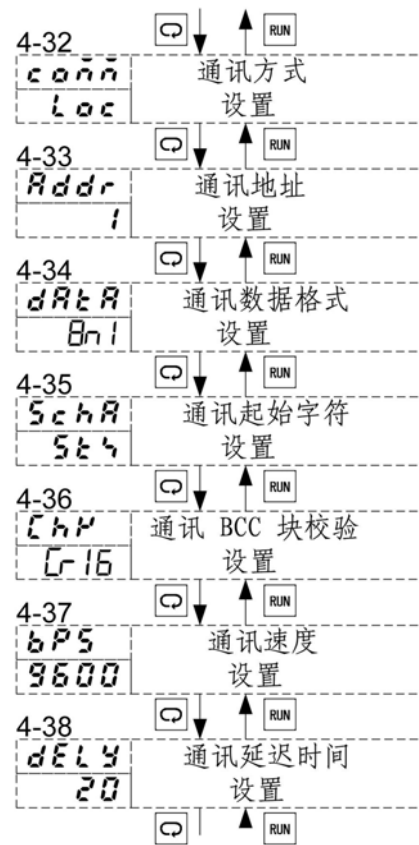 RUN
4-32
coññ 通讯方式
Loc 设置
RUN
4-33
Addr 通讯地址
1 设置
RUN
4-34
dAtA 通讯数据格式
8n1 设置
RUN
4-35
SchA 通讯起始字符
Stx 设置
RUN
4-36
ChK 通讯 BCC 块校验
Cr16 设置
RUN
4-37
bPS 通讯速度
9600 设置
RUN
4-38
dELY 通讯延迟时间
20 设置
RUN